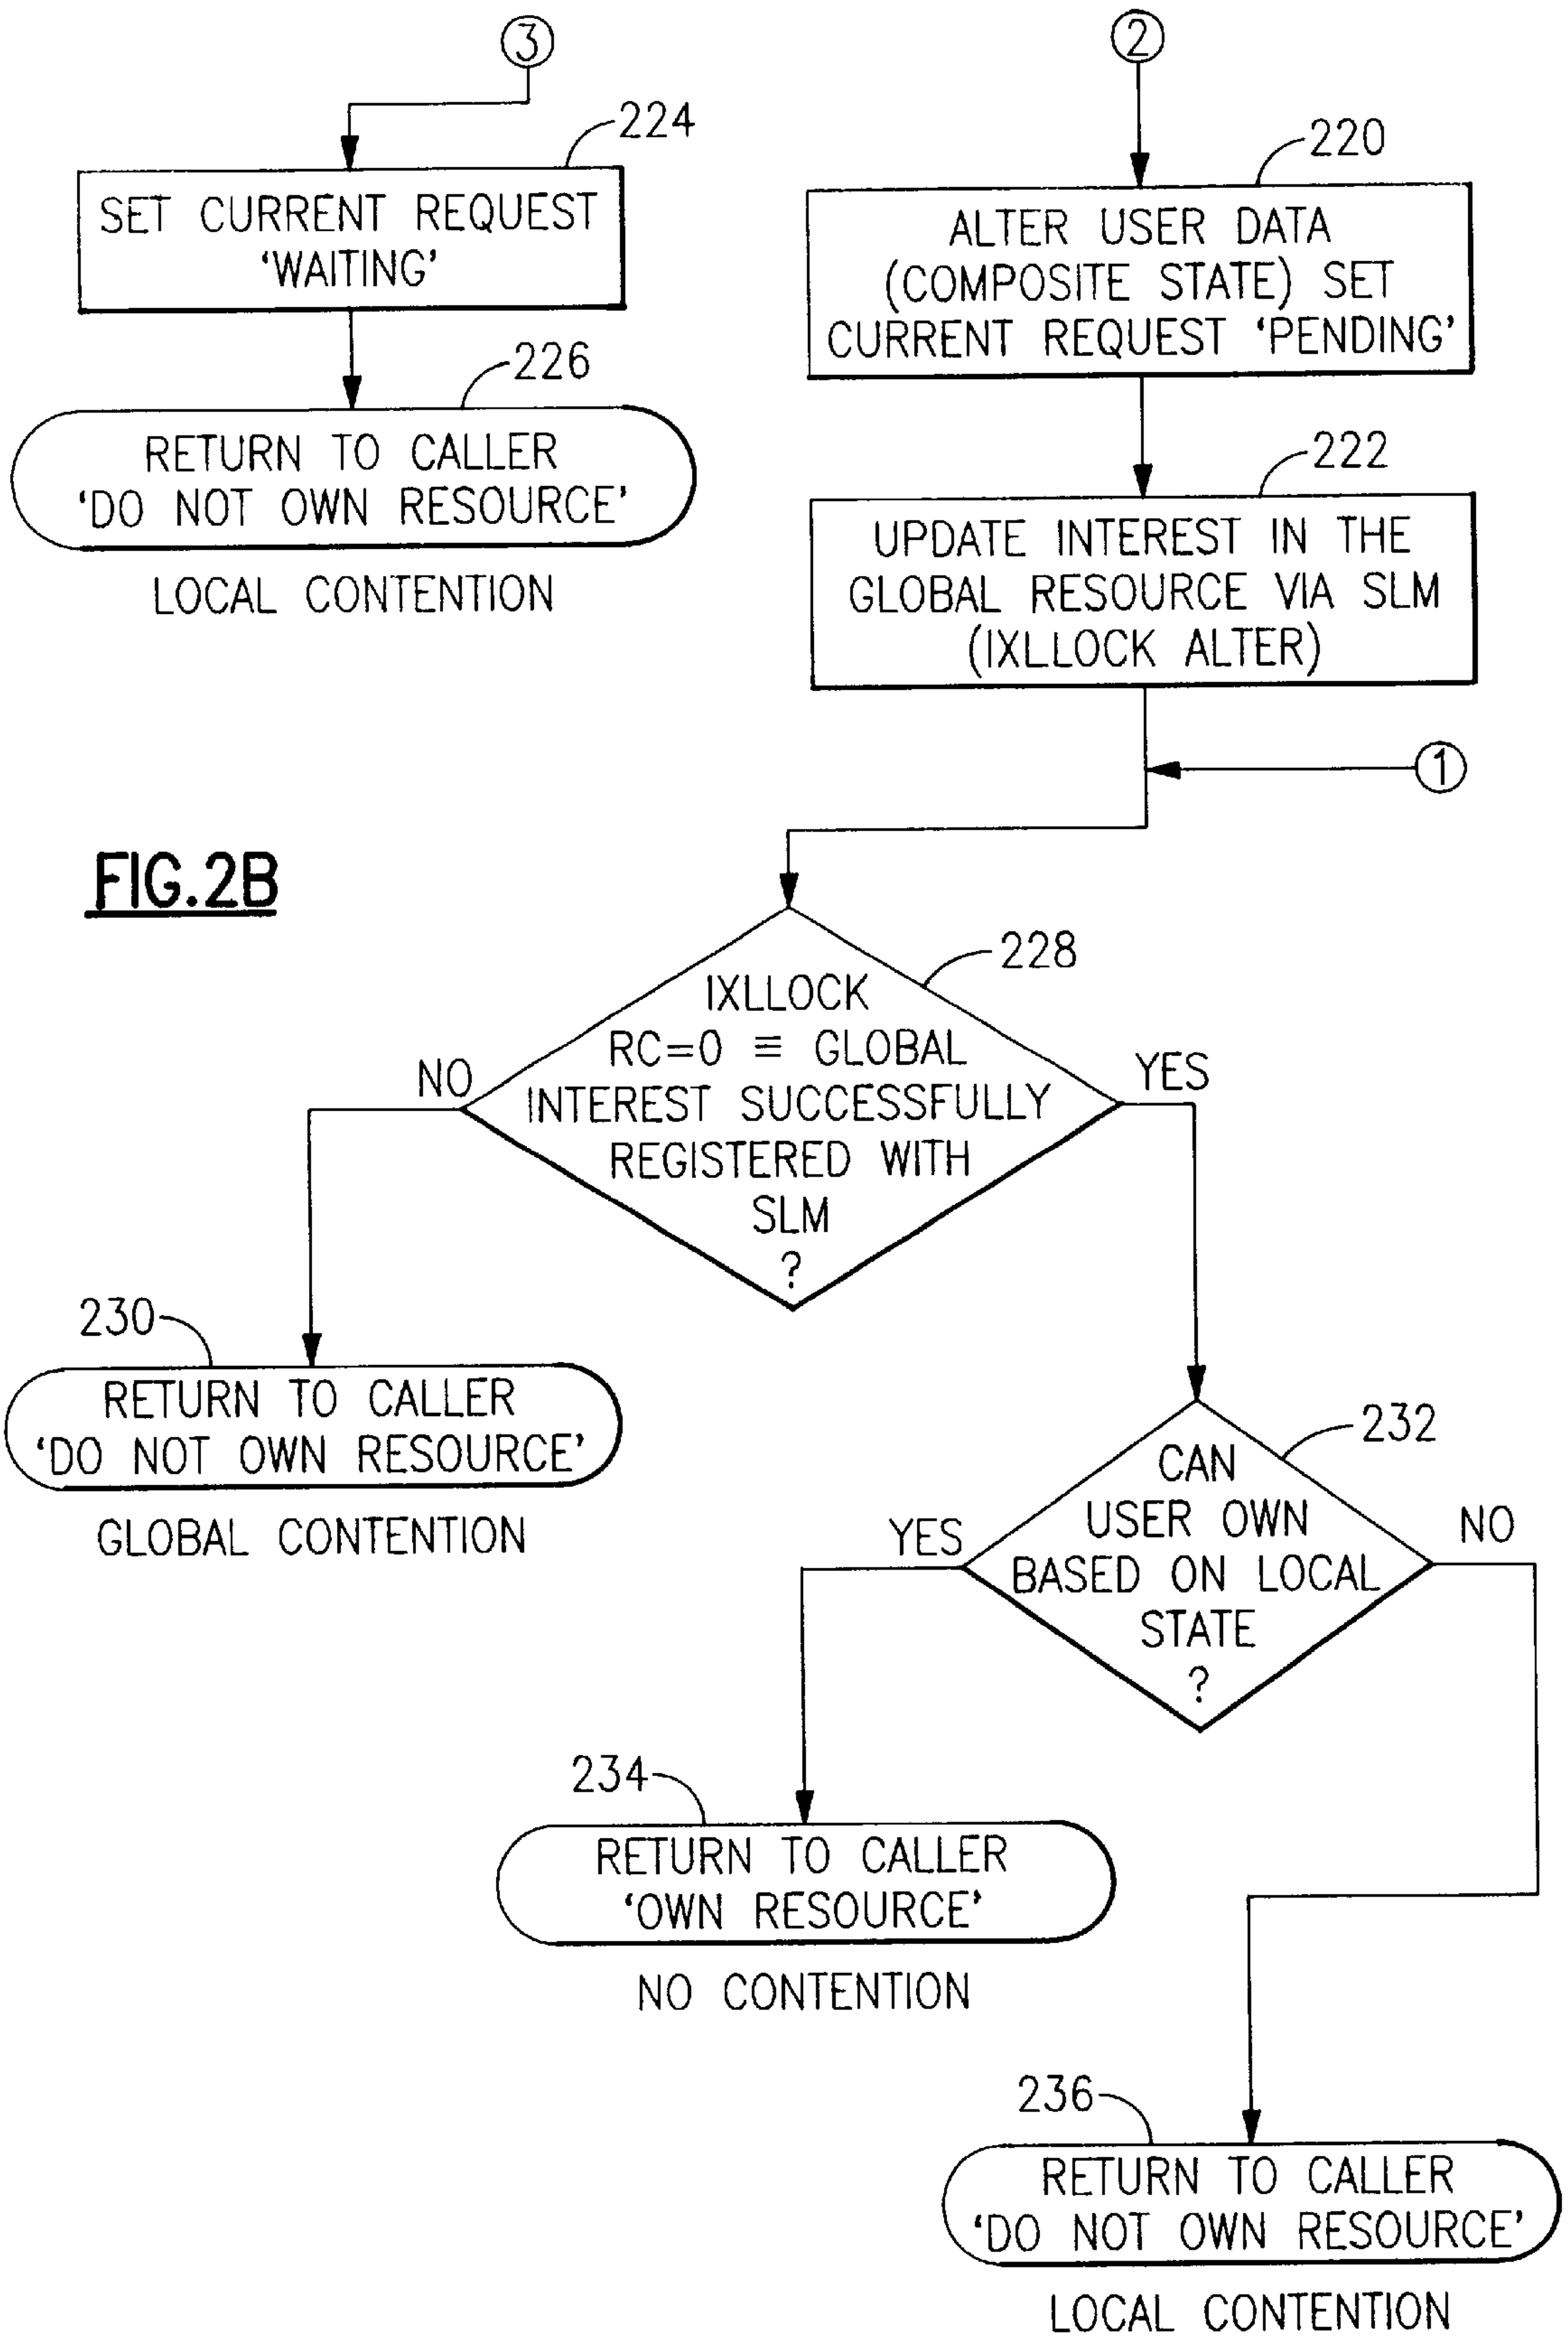 3
224
SET CURRENT REQUEST
‘WAITING’
226
RETURN TO CALLER
‘DO NOT OWN RESOURCE’
LOCAL CONTENTION
2
220
ALTER USER DATA
(COMPOSITE STATE) SET
CURRENT REQUEST ‘PENDING’
222
UPDATE INTEREST IN THE
GLOBAL RESOURCE VIA SLM
(IXLLOCK ALTER)
1
FIG.2B
228
IXLLOCK
RC=0 ≡ GLOBAL
INTEREST SUCCESSFULLY
REGISTERED WITH
SLM
?
NO
YES
230
RETURN TO CALLER
‘DO NOT OWN RESOURCE’
GLOBAL CONTENTION
232
CAN
USER OWN
BASED ON LOCAL
STATE
?
YES
NO
234
RETURN TO CALLER
‘OWN RESOURCE’
NO CONTENTION
236
RETURN TO CALLER
‘DO NOT OWN RESOURCE’
LOCAL CONTENTION